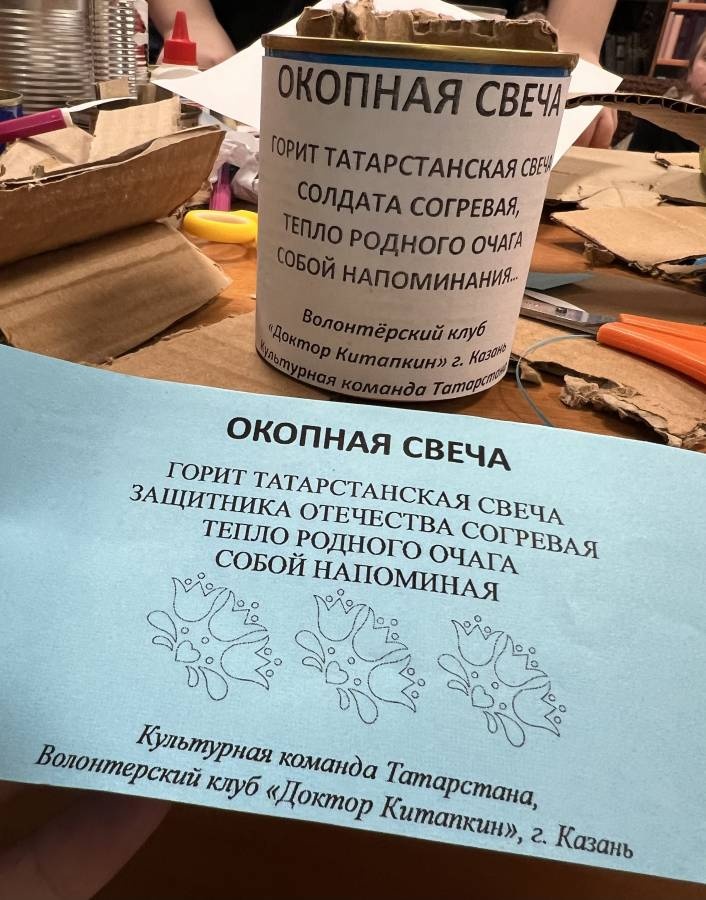 ОКОПНАЯ СВЕЧА
ГОРИТ ТАТАРСТАНСКАЯ СВЕЧА
СОЛДАТА СОГРЕВАЯ,
ТЕПЛО РОДНОГО ОЧАГА
СОБОЙ НАПОМИНАНИЯ...
Волонтёрский клуб
«Доктор Китапкин» г. Казань
Культурная команда Татарстана
ОКОПНАЯ СВЕЧА
ГОРИТ ТАТАРСТАНСКАЯ СВЕЧА
ЗАЩИТНИКА ОТЕЧЕСТВА СОГРЕВАЯ
ТЕПЛО РОДНОГО ОЧАГА
СОБОЙ НАПОМИНАЯ
Культурная команда Татарстана,
Волонтерский клуб «Доктор Китапкин», г. Казань